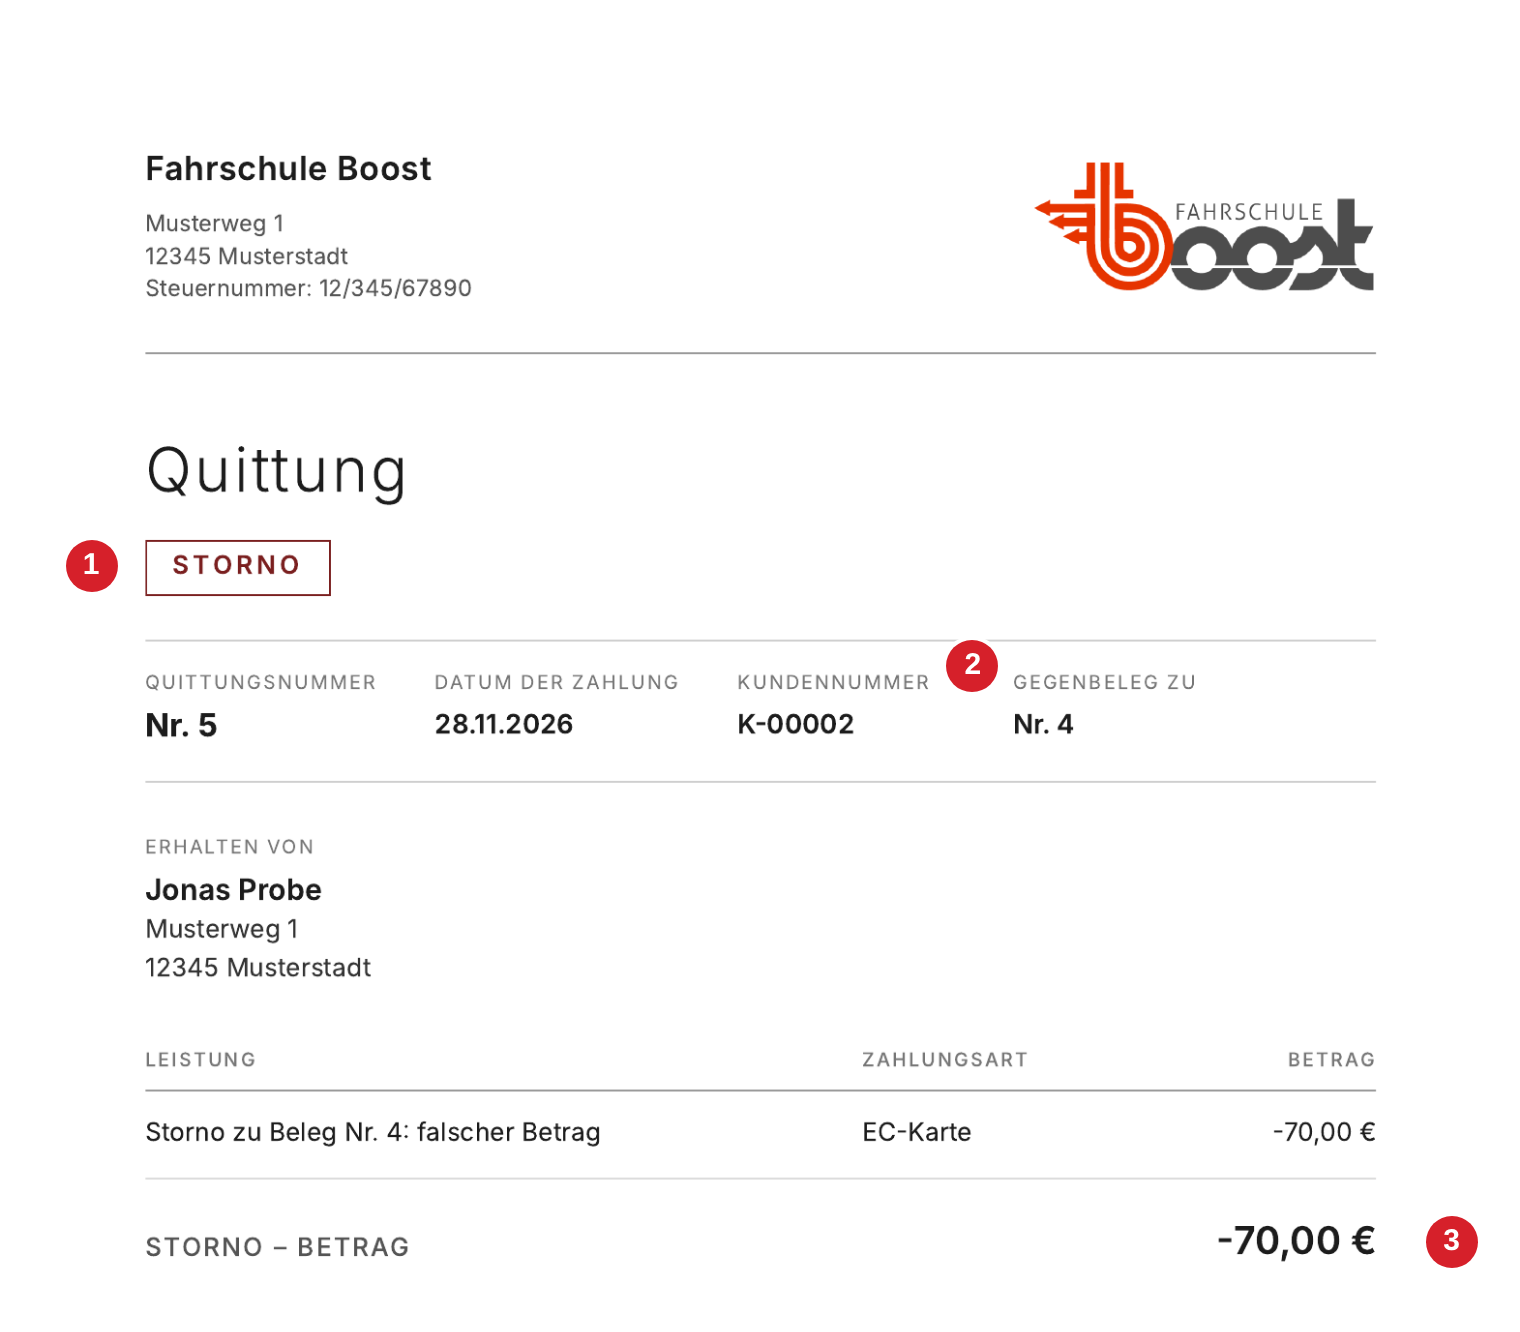 Fahrschule Boost
Musterweg 1
12345 Musterstadt
Steuernummer: 12/345/67890
FAHRSCHULE
boost
Quittung
1
STORNO
2
QUITTUNGSNUMMER DATUM DER ZAHLUNG KUNDENNUMMER GEGENBELEG ZU
Nr. 5 28.11.2026 K-00002 Nr. 4
ERHALTEN VON
Jonas Probe
Musterweg 1
12345 Musterstadt
LEISTUNG ZAHLUNGSART BETRAG
Storno zu Beleg Nr. 4: falscher Betrag EC-Karte -70,00 €
STORNO – BETRAG -70,00 € 3